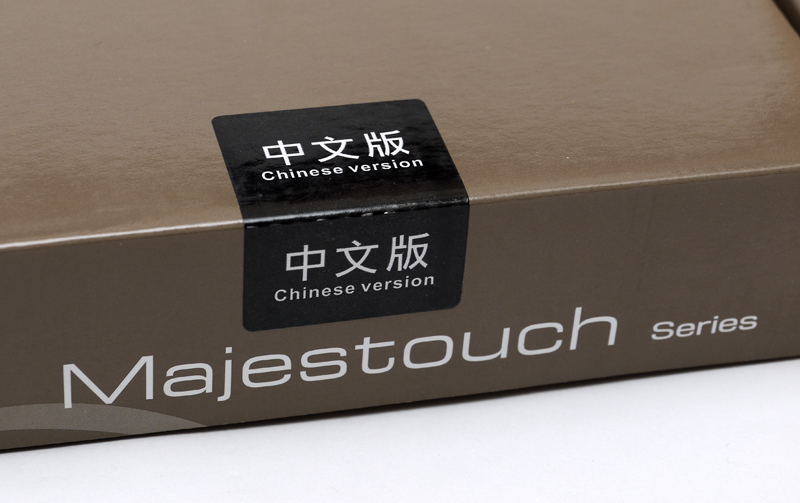 中文版
Chinese version
中文版
Chinese version
Majestouch Series